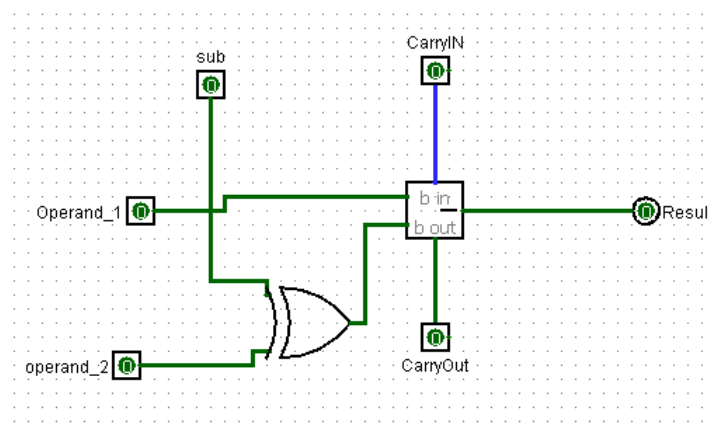 CarryIN
sub
b in
Operand_1
Resul
b out
operand_2
CarryOut